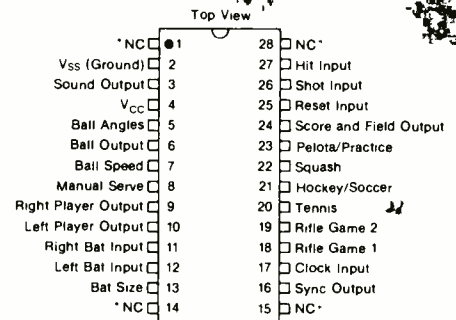 Top View
*NC 1 28 NC*
VSS (Ground) 2 27 Hit Input
Sound Output 3 26 Shot Input
VCC 4 25 Reset Input
Ball Angles 5 24 Score and Field Output
Ball Output 6 23 Pelota/Practice
Ball Speed 7 22 Squash
Manual Serve 8 21 Hockey/Soccer
Right Player Output 9 20 Tennis
Left Player Output 10 19 Rifle Game 2
Right Bat Input 11 18 Rifle Game 1
Left Bat Input 12 17 Clock Input
Bat Size 13 16 Sync Output
*NC 14 15 NC*